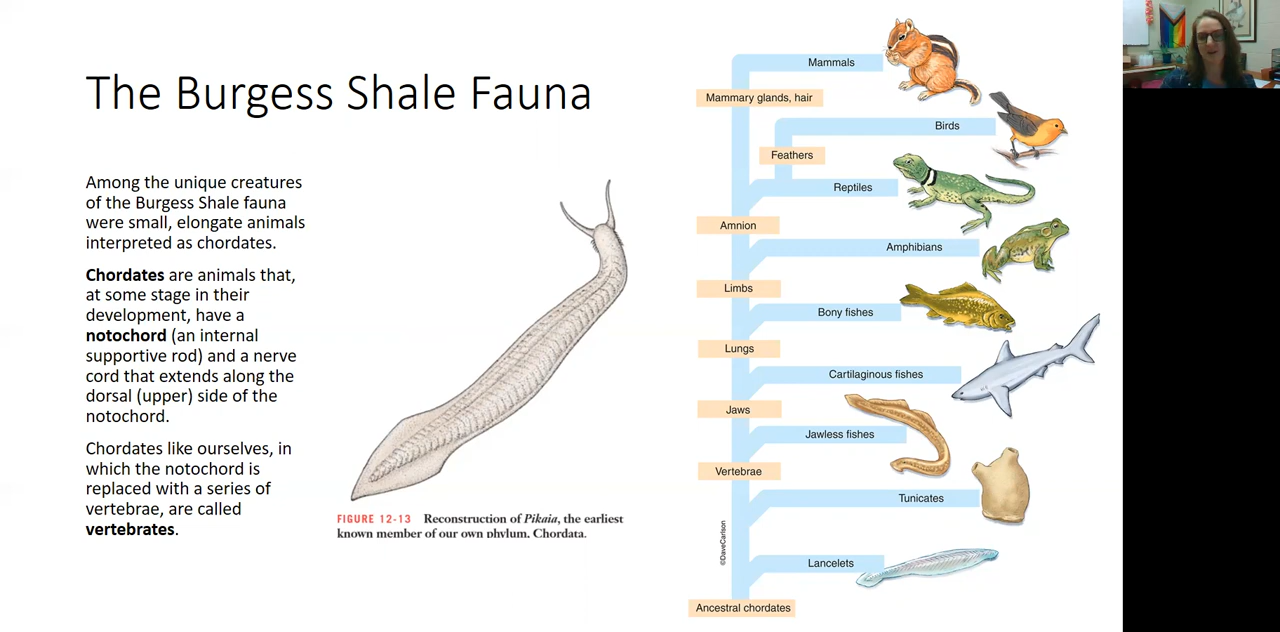 The Burgess Shale Fauna
Among the unique creatures
of the Burgess Shale fauna
were small, elongate animals
interpreted as chordates.
Chordates are animals that,
at some stage in their
development, have a
notochord (an internal
supportive rod) and a nerve
cord that extends along the
dorsal (upper) side of the
notochord.
Chordates like ourselves, in
which the notochord is
replaced with a series of
vertebrae, are called
vertebrates.
FIGURE 12-13 Reconstruction of Pikaia, the earliest
known member of our own phylum, Chordata.
Mammals
Mammary glands, hair
Birds
Feathers
Reptiles
Amnion
Amphibians
Limbs
Bony fishes
Lungs
Cartilaginous fishes
Jaws
Jawless fishes
Vertebrae
Tunicates
©DaveCarlson
Lancelets
Ancestral chordates